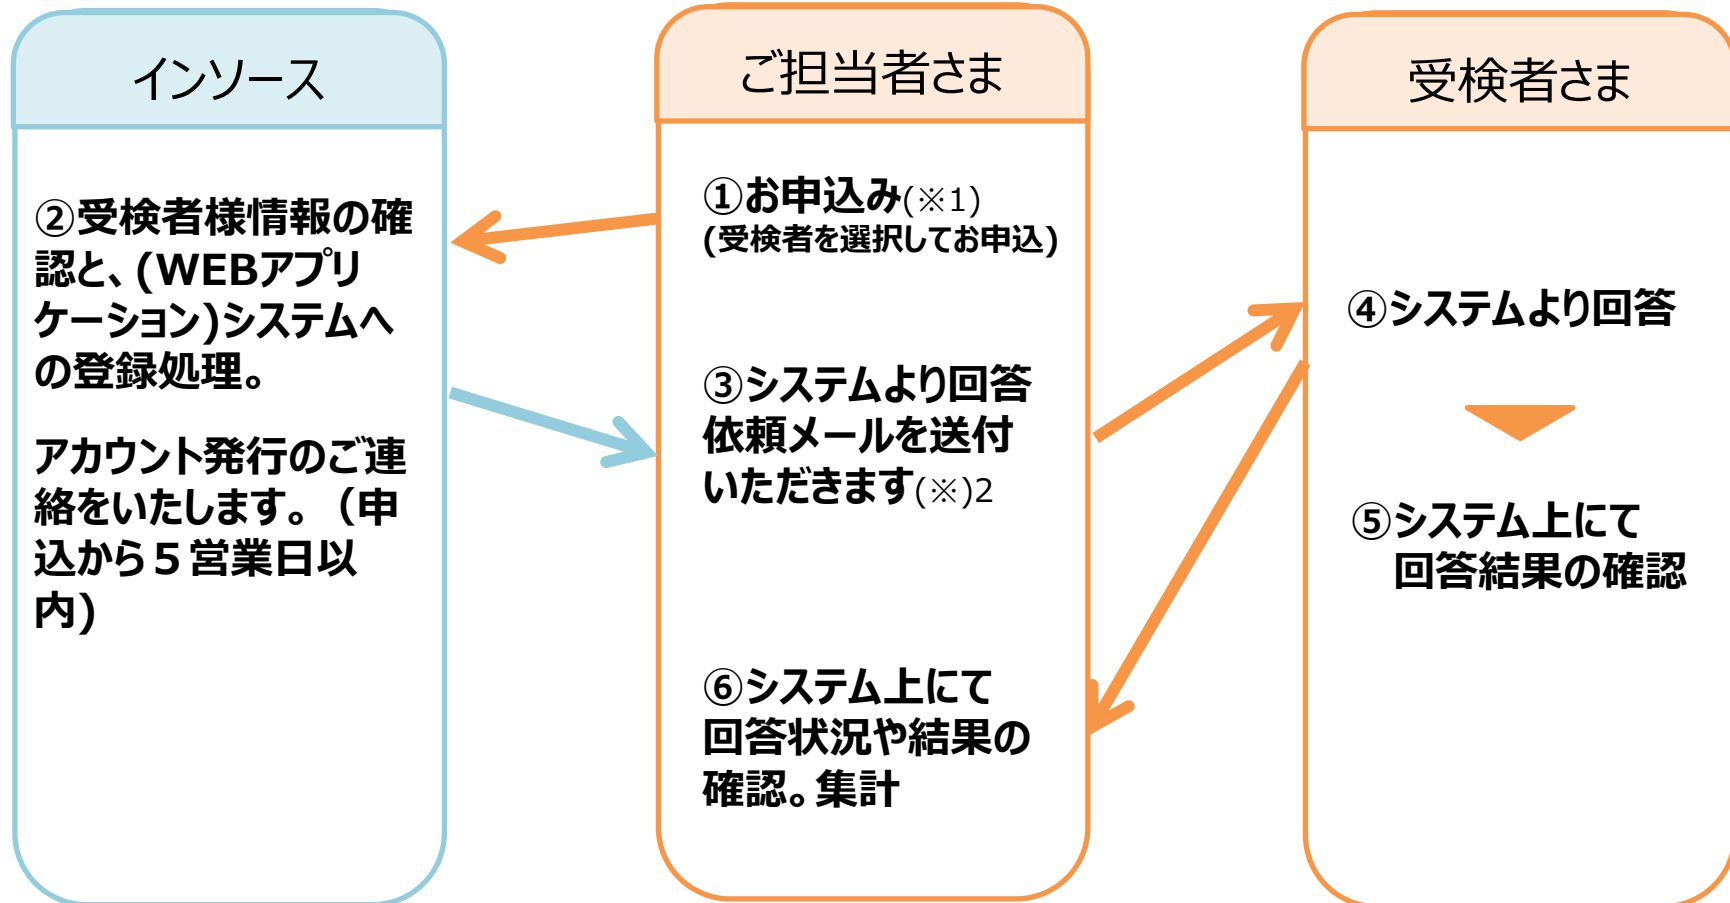 インソース
②受検者様情報の確
認と、(WEBアプリ
ケーション)システムへ
の登録処理。
アカウント発行のご連
絡をいたします。（申
込から５営業日以
内)
ご担当者さま
①お申込み(※1)
(受検者を選択してお申込)
③システムより回答
依頼メールを送付
いただきます(※)2
⑥システム上にて
回答状況や結果の
確認。集計
受検者さま
④システムより回答
⑤システム上にて
回答結果の確認